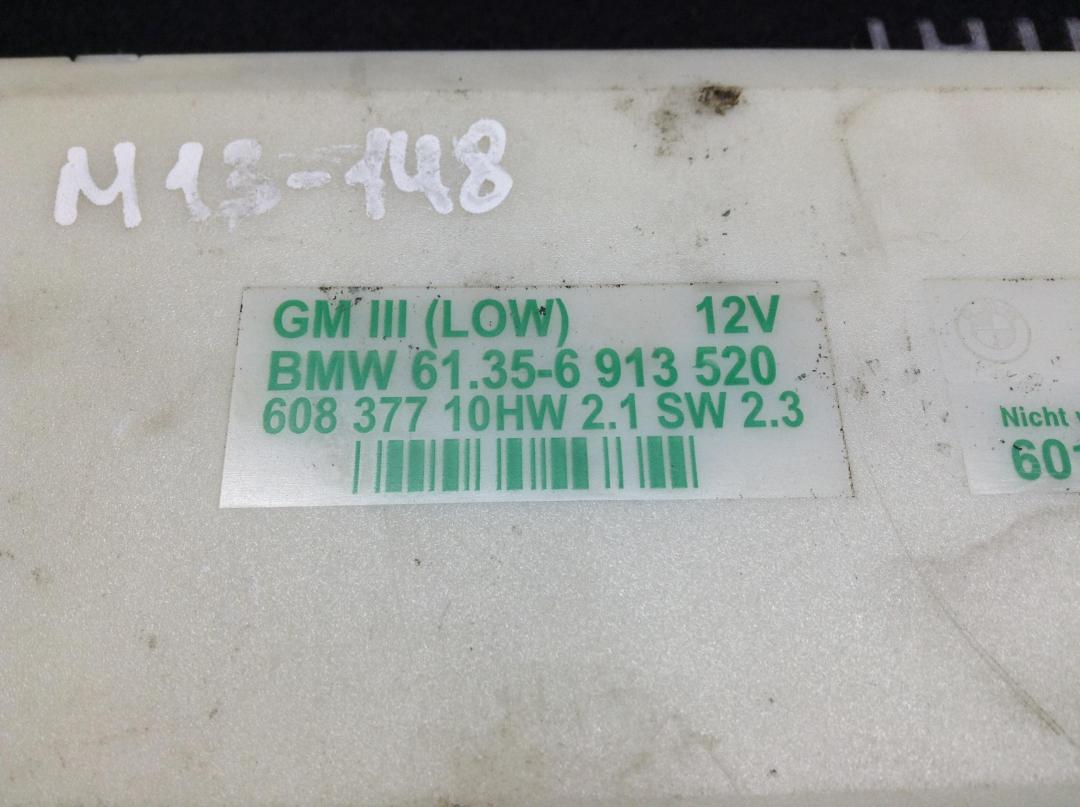 M13-148
GM III (LOW) 12V
BMW 61.35-6 913 520
608 377 10HW 2.1 SW 2.3
Nicht
601